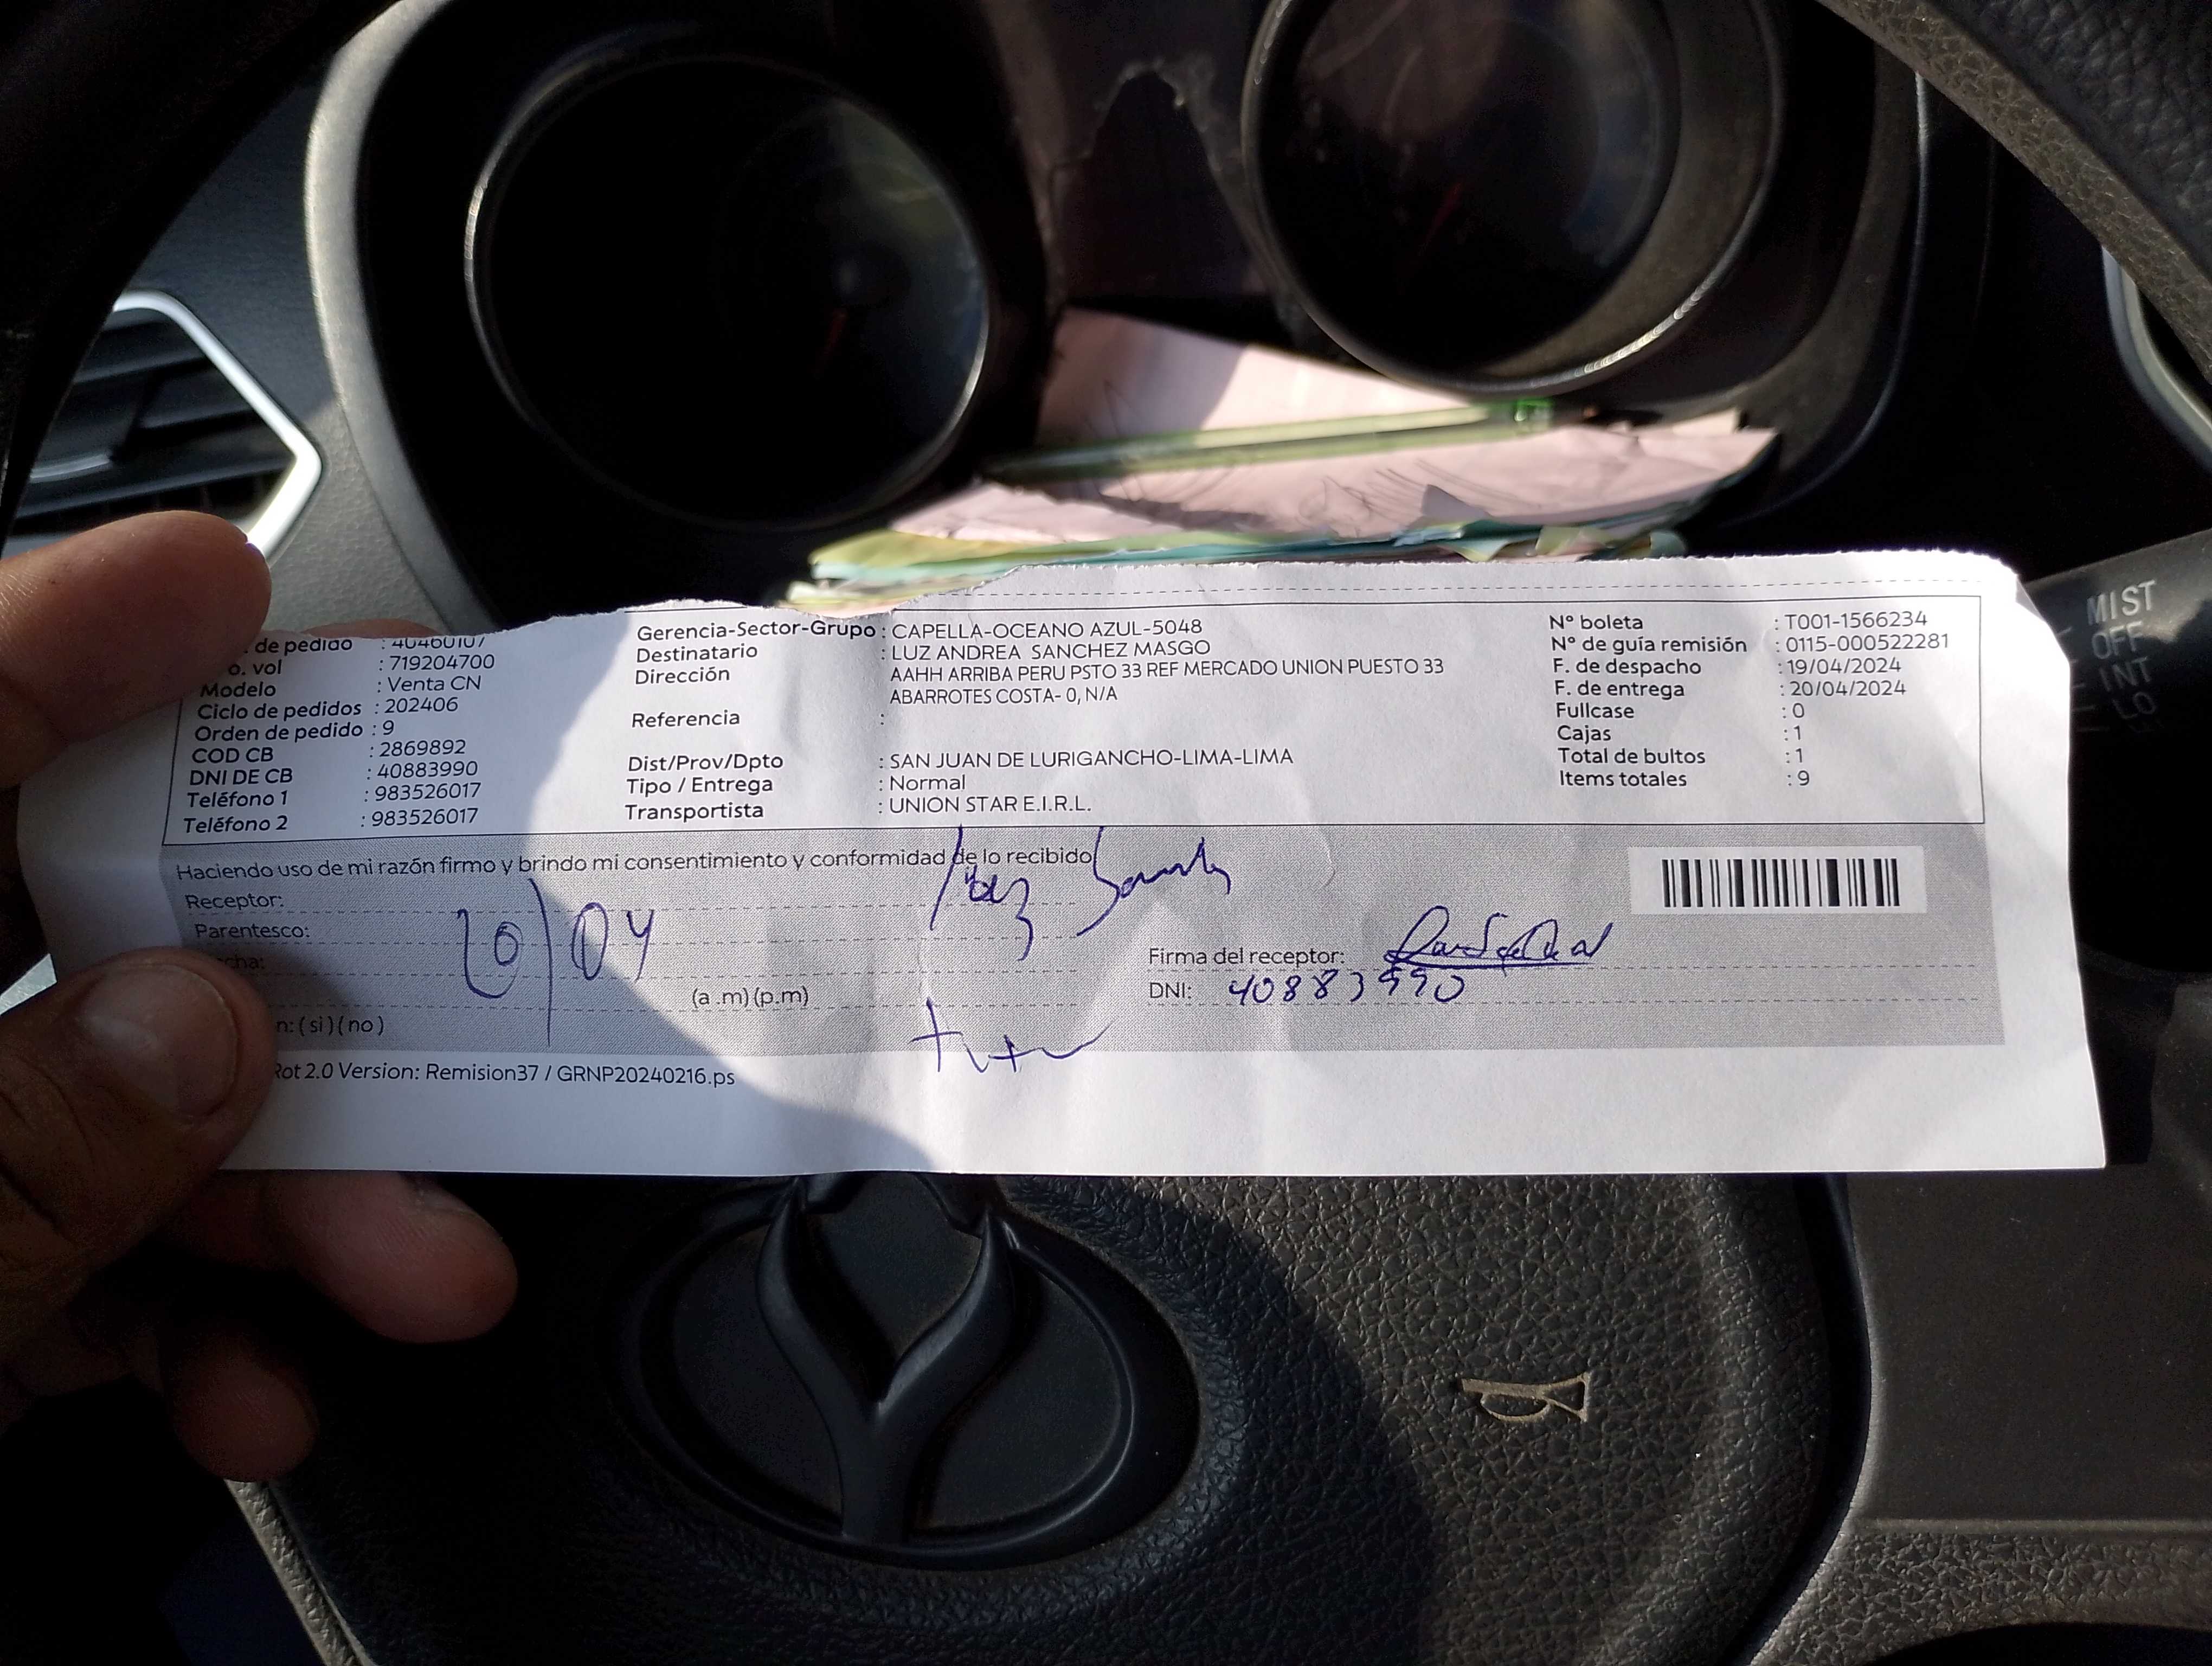 de pedido : 40460107
o. vol : 719204700
Modelo : Venta CN
Ciclo de pedidos : 202406
Orden de pedido : 9
COD CB : 2869892
DNI DE CB : 40883990
Teléfono 1 : 983526017
Teléfono 2 : 983526017
Gerencia-Sector-Grupo : CAPELLA-OCEANO AZUL-5048
Destinatario : LUZ ANDREA SANCHEZ MASGO
Dirección : AAHH ARRIBA PERU PSTO 33 REF MERCADO UNION PUESTO 33
ABARROTES COSTA- 0, N/A
Referencia :
Dist/Prov/Dpto : SAN JUAN DE LURIGANCHO-LIMA-LIMA
Tipo / Entrega : Normal
Transportista : UNION STAR E.I.R.L.
Nº boleta : T001-1566234
Nº de guía remisión : 0115-000522281
F. de despacho : 19/04/2024
F. de entrega : 20/04/2024
Fullcase : 0
Cajas : 1
Total de bultos : 1
Items totales : 9
Haciendo uso de mi razón firmo y brindo mi consentimiento y conformidad de lo recibido
Receptor:
Parentesco:
cha:
20/04
(a .m) (p.m)
n: (si) (no)
Firma del receptor:
DNI: 40883990
Rot 2.0 Version: Remision37 / GRNP20240216.ps
MIST
OFF
INT
LO